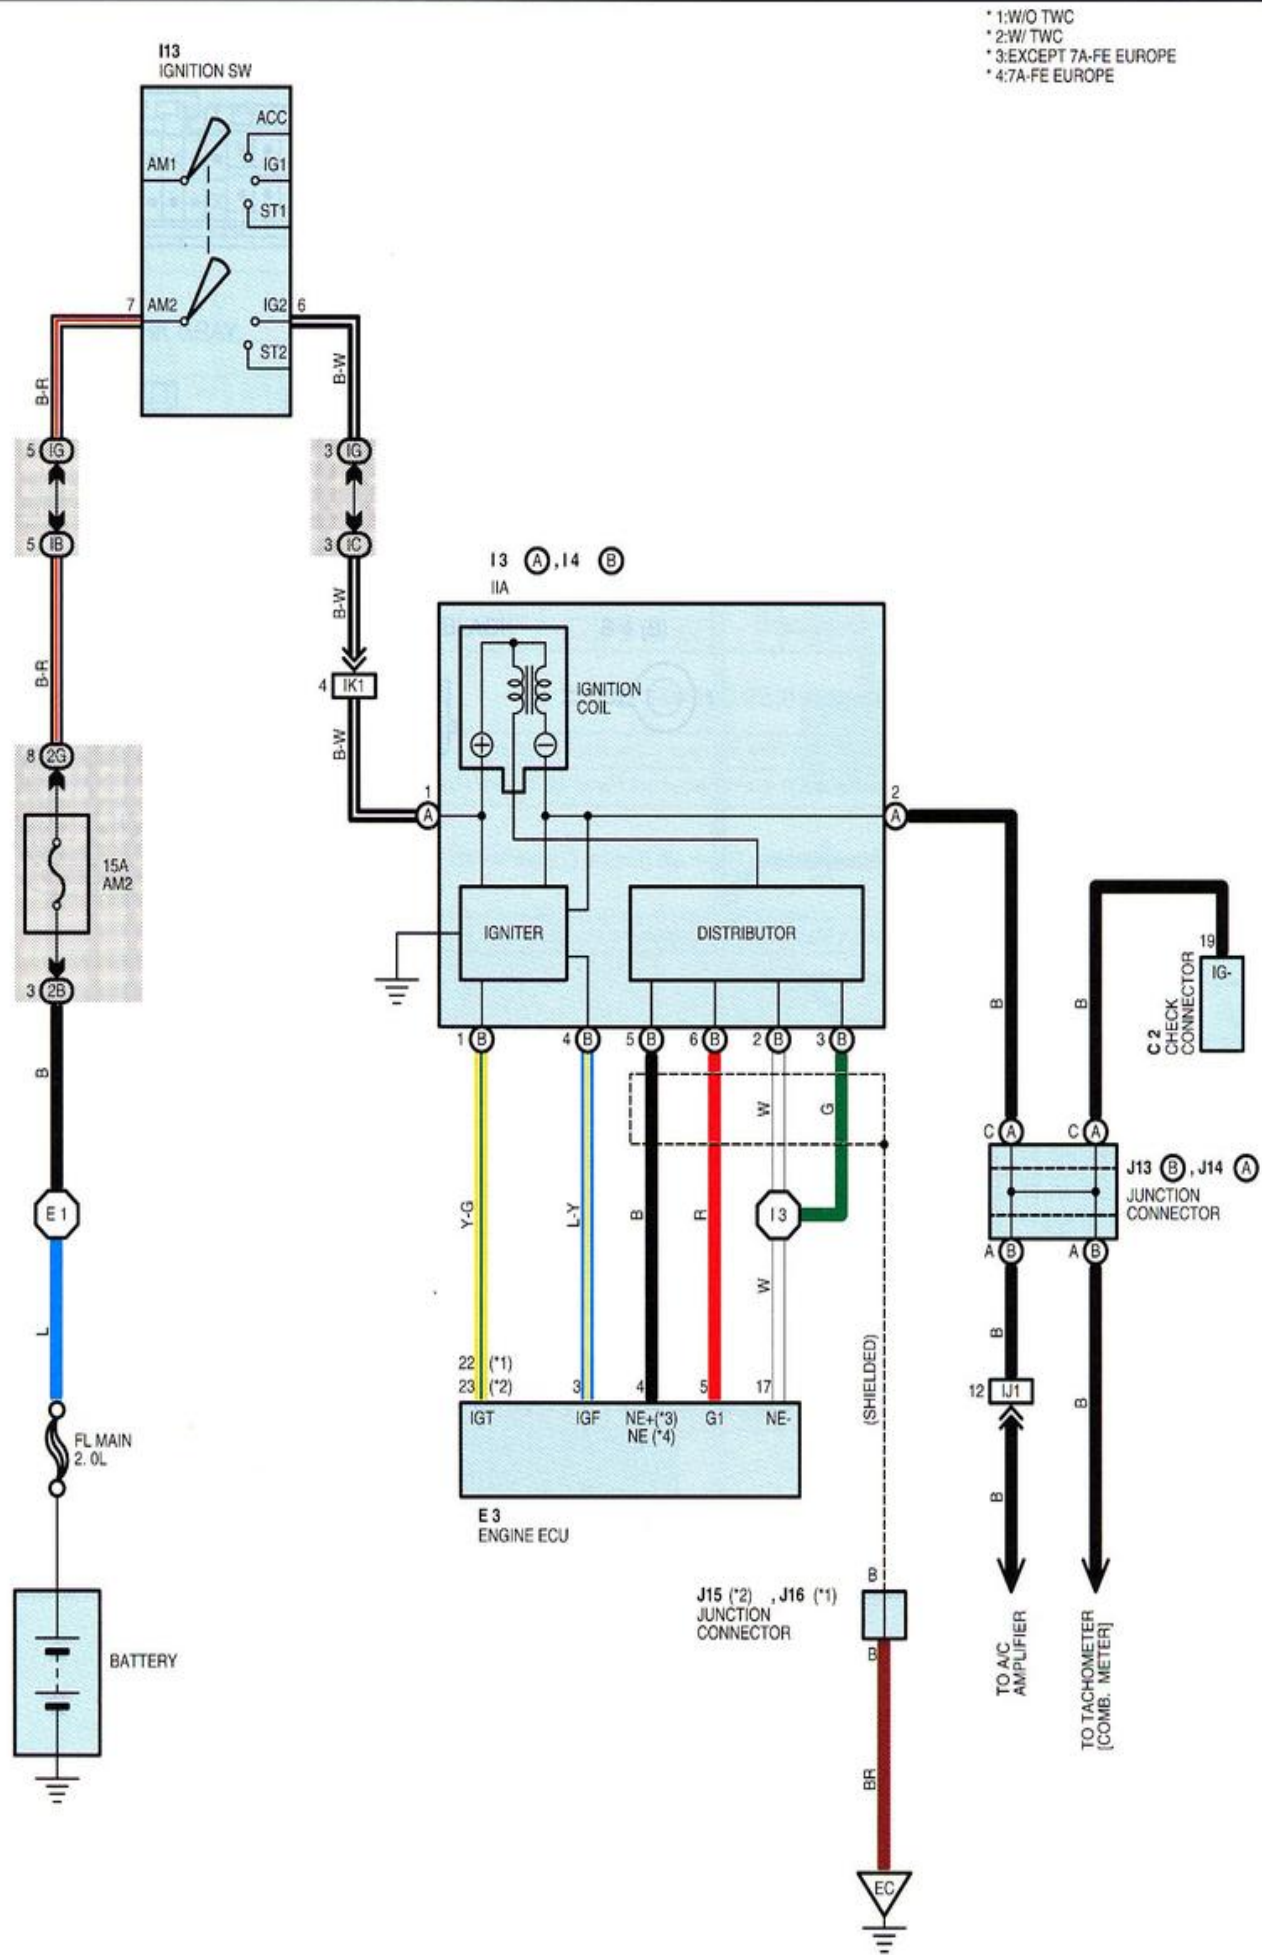 * 1:W/O TWC
* 2:W/ TWC
* 3:EXCEPT 7A-FE EUROPE
* 4:7A-FE EUROPE
I13
IGNITION SW
ACC
AM1
IG1
ST1
7
AM2
IG2
6
ST2
B-R
B-W
5
IG
3
IG
5
IB
3
IC
I3 A , I4 B
IIA
B-W
B-R
4
IK1
IGNITION
COIL
+
−
B-W
8
2G
1
A
2
A
15A
AM2
IGNITER
DISTRIBUTOR
19
IG-
C 2
CHECK
CONNECTOR
3
2B
B
B
1
B
4
B
5
B
6
B
2
B
3
B
B
W
G
C
A
C
A
J13 B , J14 A
JUNCTION
CONNECTOR
E 1
Y-G
L-Y
B
R
I 3
A
B
A
B
W
L
B
(SHIELDED)
22 (*1)
23 (*2)
3
4
5
17
12
IJ1
B
IGT
IGF
NE+(*3)
NE (*4)
G1
NE-
FL MAIN
2. 0L
B
E 3
ENGINE ECU
B
J15 (*2) , J16 (*1)
JUNCTION
CONNECTOR
B
BATTERY
TO A/C
AMPLIFIER
TO TACHOMETER
[COMB. METER]
BR
EC